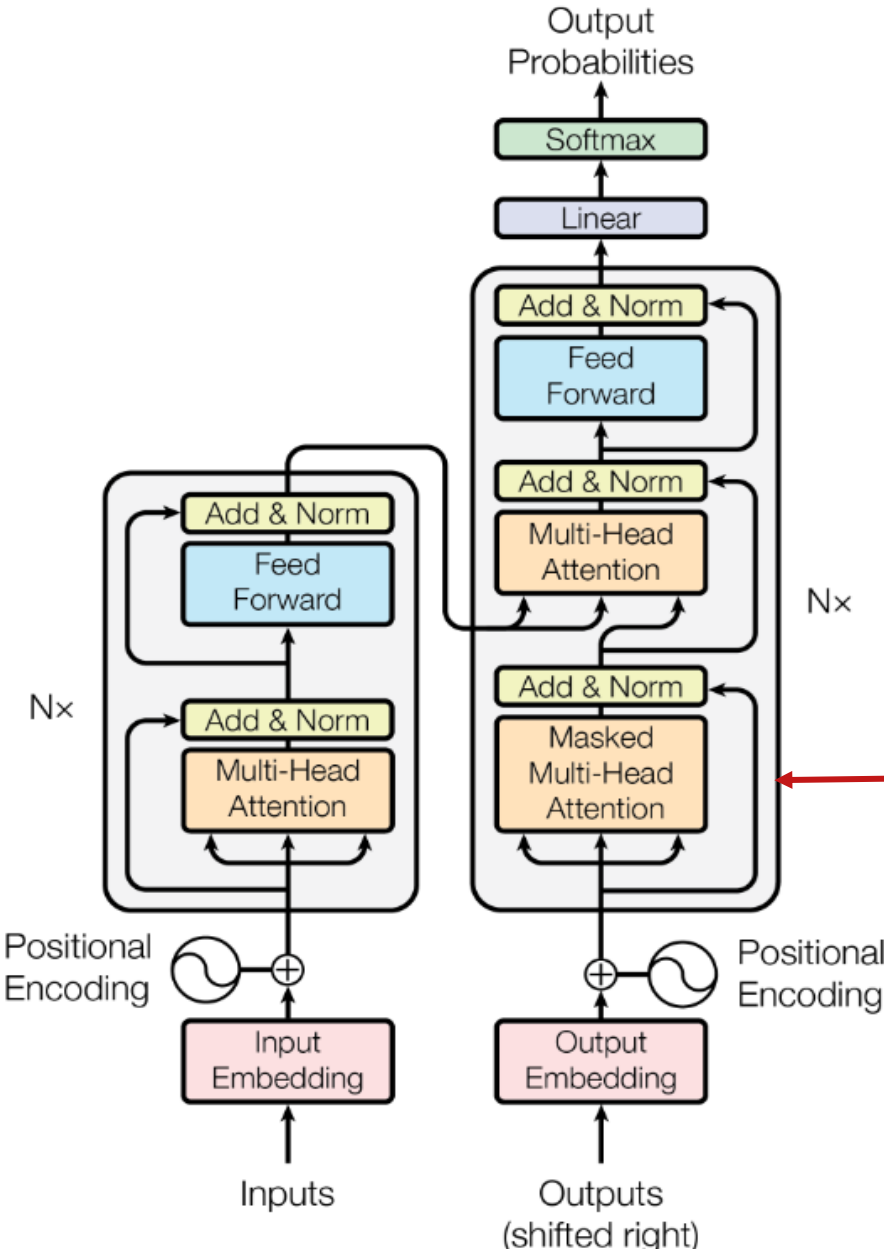 Output
Probabilities
Softmax
Linear
Add & Norm
Feed
Forward
Add & Norm
Multi-Head
Attention
Add & Norm
Masked
Multi-Head
Attention
N×
Add & Norm
Feed
Forward
Add & Norm
Multi-Head
Attention
N×
Positional
Encoding
Positional
Encoding
Input
Embedding
Output
Embedding
Inputs
Outputs
(shifted right)